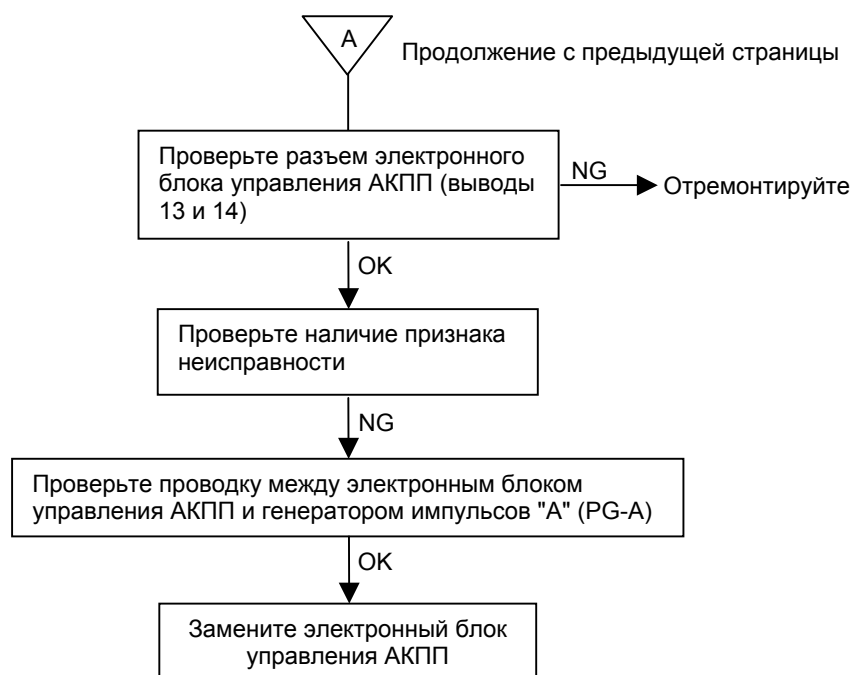 A
Продолжение с предыдущей страницы
Проверьте разъем электронного
блока управления АКПП (выводы
13 и 14)
NG
Отремонтируйте
OK
Проверьте наличие признака
неисправности
NG
Проверьте проводку между электронным блоком
управления АКПП и генератором импульсов "А" (PG-A)
OK
Замените электронный блок
управления АКПП